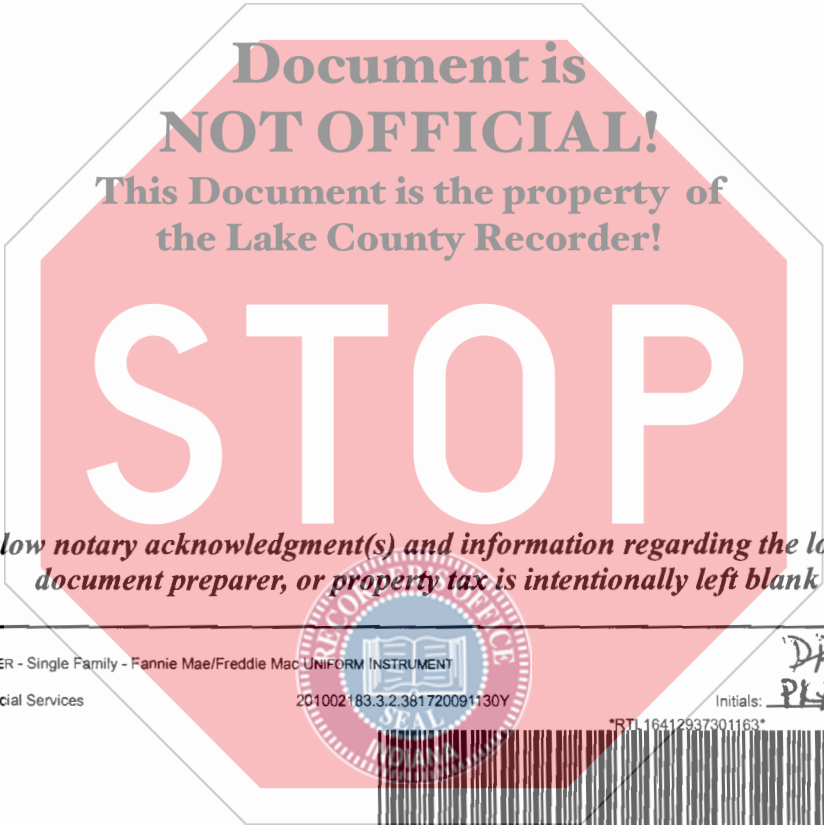 Document is
NOT OFFICIAL!
This Document is the property of
the Lake County Recorder!
STOP
low notary acknowledgment(s) and information regarding the lo
document preparer, or property tax is intentionally left blank
ER - Single Family - Fannie Mae/Freddie Mac UNIFORM INSTRUMENT
cial Services 201002183.3.2.381720091130Y Initials:
*RTL16412937301163*
RECORDER'S OFFICE
SEAL
INDIANA